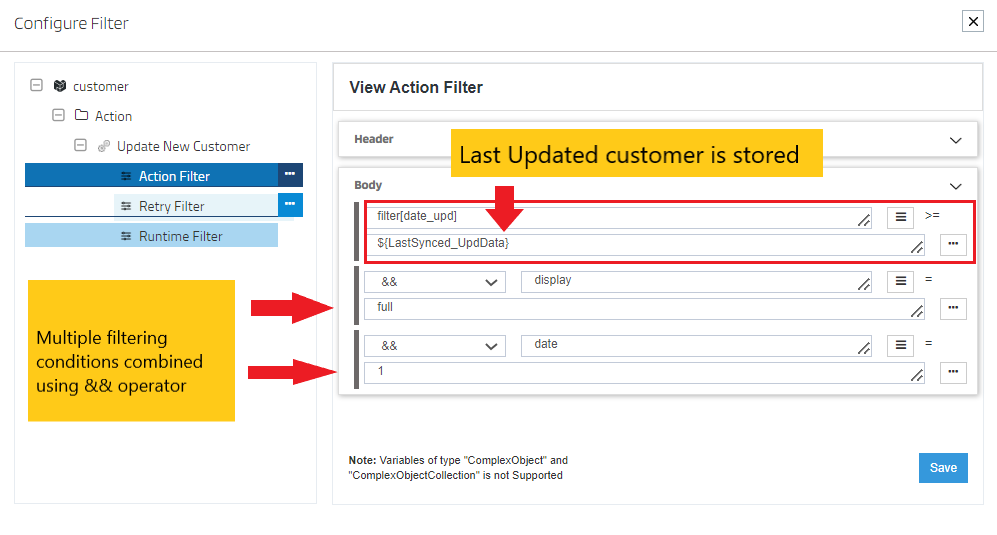 Configure Filter
customer
Action
Update New Customer
Action Filter
Retry Filter
Runtime Filter
Multiple filtering
conditions combined
using && operator
View Action Filter
Header
Last Updated customer is stored
Body
filter[date_upd] >=
${LastSynced_UpdData}
&& display =
full
&& date =
1
Note: Variables of type "ComplexObject" and
"ComplexObjectCollection" is not Supported
Save